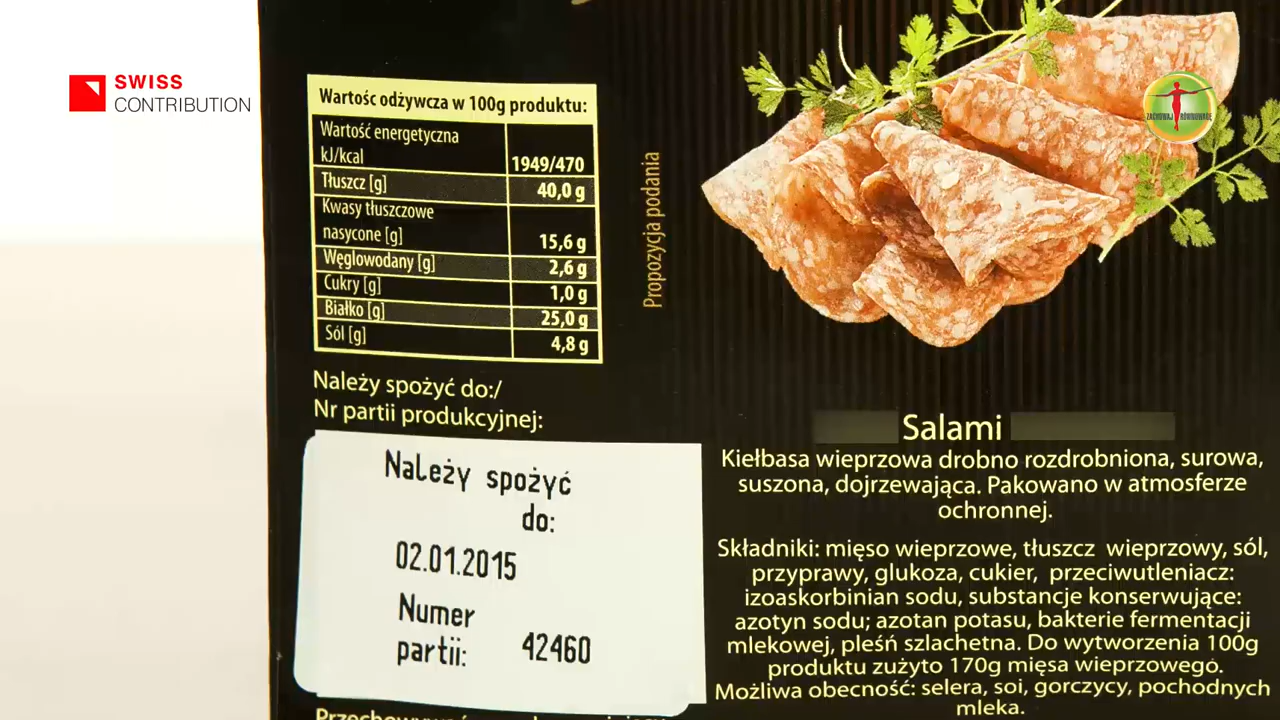 SWISS
CONTRIBUTION
ZACHOWAJ RÓWNOWAGĘ
Wartośc odżywcza w 100g produktu:
Wartość energetyczna
kJ/kcal 1949/470
Tłuszcz [g] 40,0 g
Kwasy tłuszczowe
nasycone [g] 15,6 g
Węglowodany [g] 2,6 g
Cukry [g] 1,0 g
Białko [g] 25,0 g
Sól [g] 4,8 g
Propozycja podania
Należy spożyć do:/
Nr partii produkcyjnej:
Należy spożyć
do:
02.01.2015
Numer
partii: 42460
Salami
Kiełbasa wieprzowa drobno rozdrobniona, surowa,
suszona, dojrzewająca. Pakowano w atmosferze
ochronnej.
Składniki: mięso wieprzowe, tłuszcz wieprzowy, sól,
przyprawy, glukoza, cukier, przeciwutleniacz:
izoaskorbinian sodu, substancje konserwujące:
azotyn sodu; azotan potasu, bakterie fermentacji
mlekowej, pleśń szlachetna. Do wytworzenia 100g
produktu zużyto 170g mięsa wieprzowego.
Możliwa obecność: selera, soi, gorczycy, pochodnych
mleka.